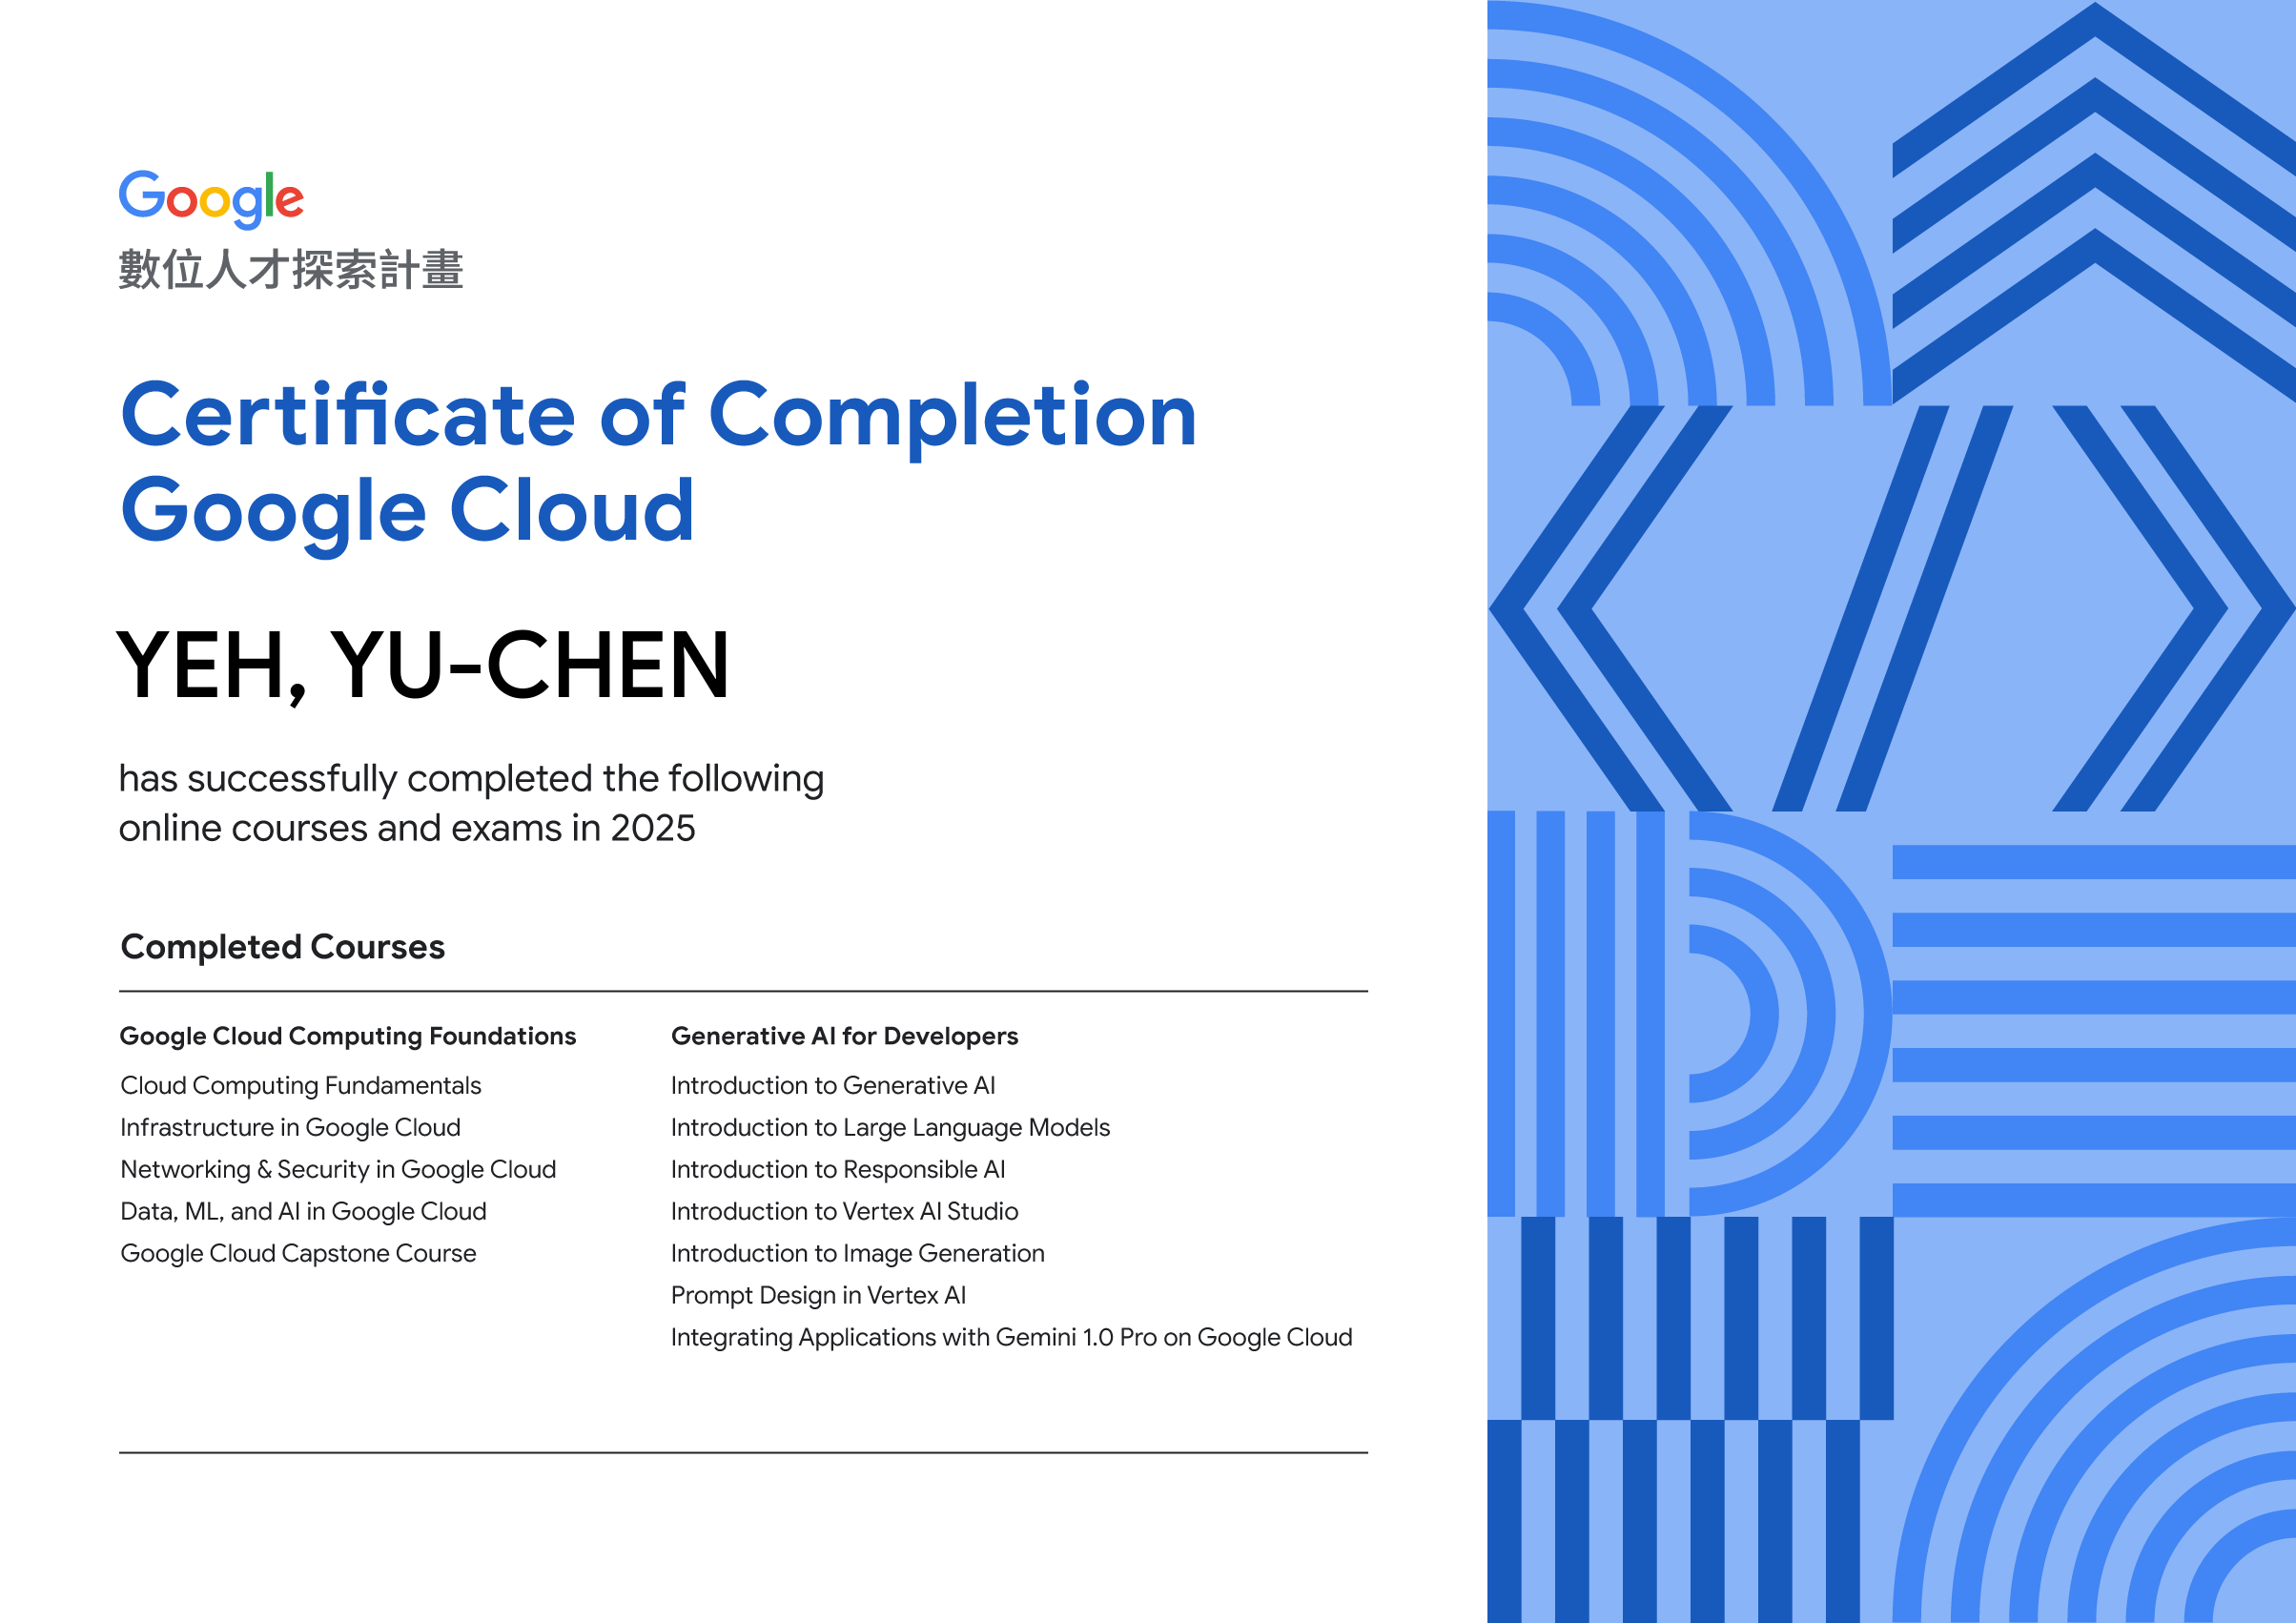 Google
數位人才探索計畫
Certificate of Completion
Google Cloud
YEH, YU-CHEN
has successfully completed the following
online courses and exams in 2025
Completed Courses
Google Cloud Computing Foundations
Cloud Computing Fundamentals
Infrastructure in Google Cloud
Networking & Security in Google Cloud
Data, ML, and AI in Google Cloud
Google Cloud Capstone Course
Generative AI for Developers
Introduction to Generative AI
Introduction to Large Language Models
Introduction to Responsible AI
Introduction to Vertex AI Studio
Introduction to Image Generation
Prompt Design in Vertex AI
Integrating Applications with Gemini 1.0 Pro on Google Cloud